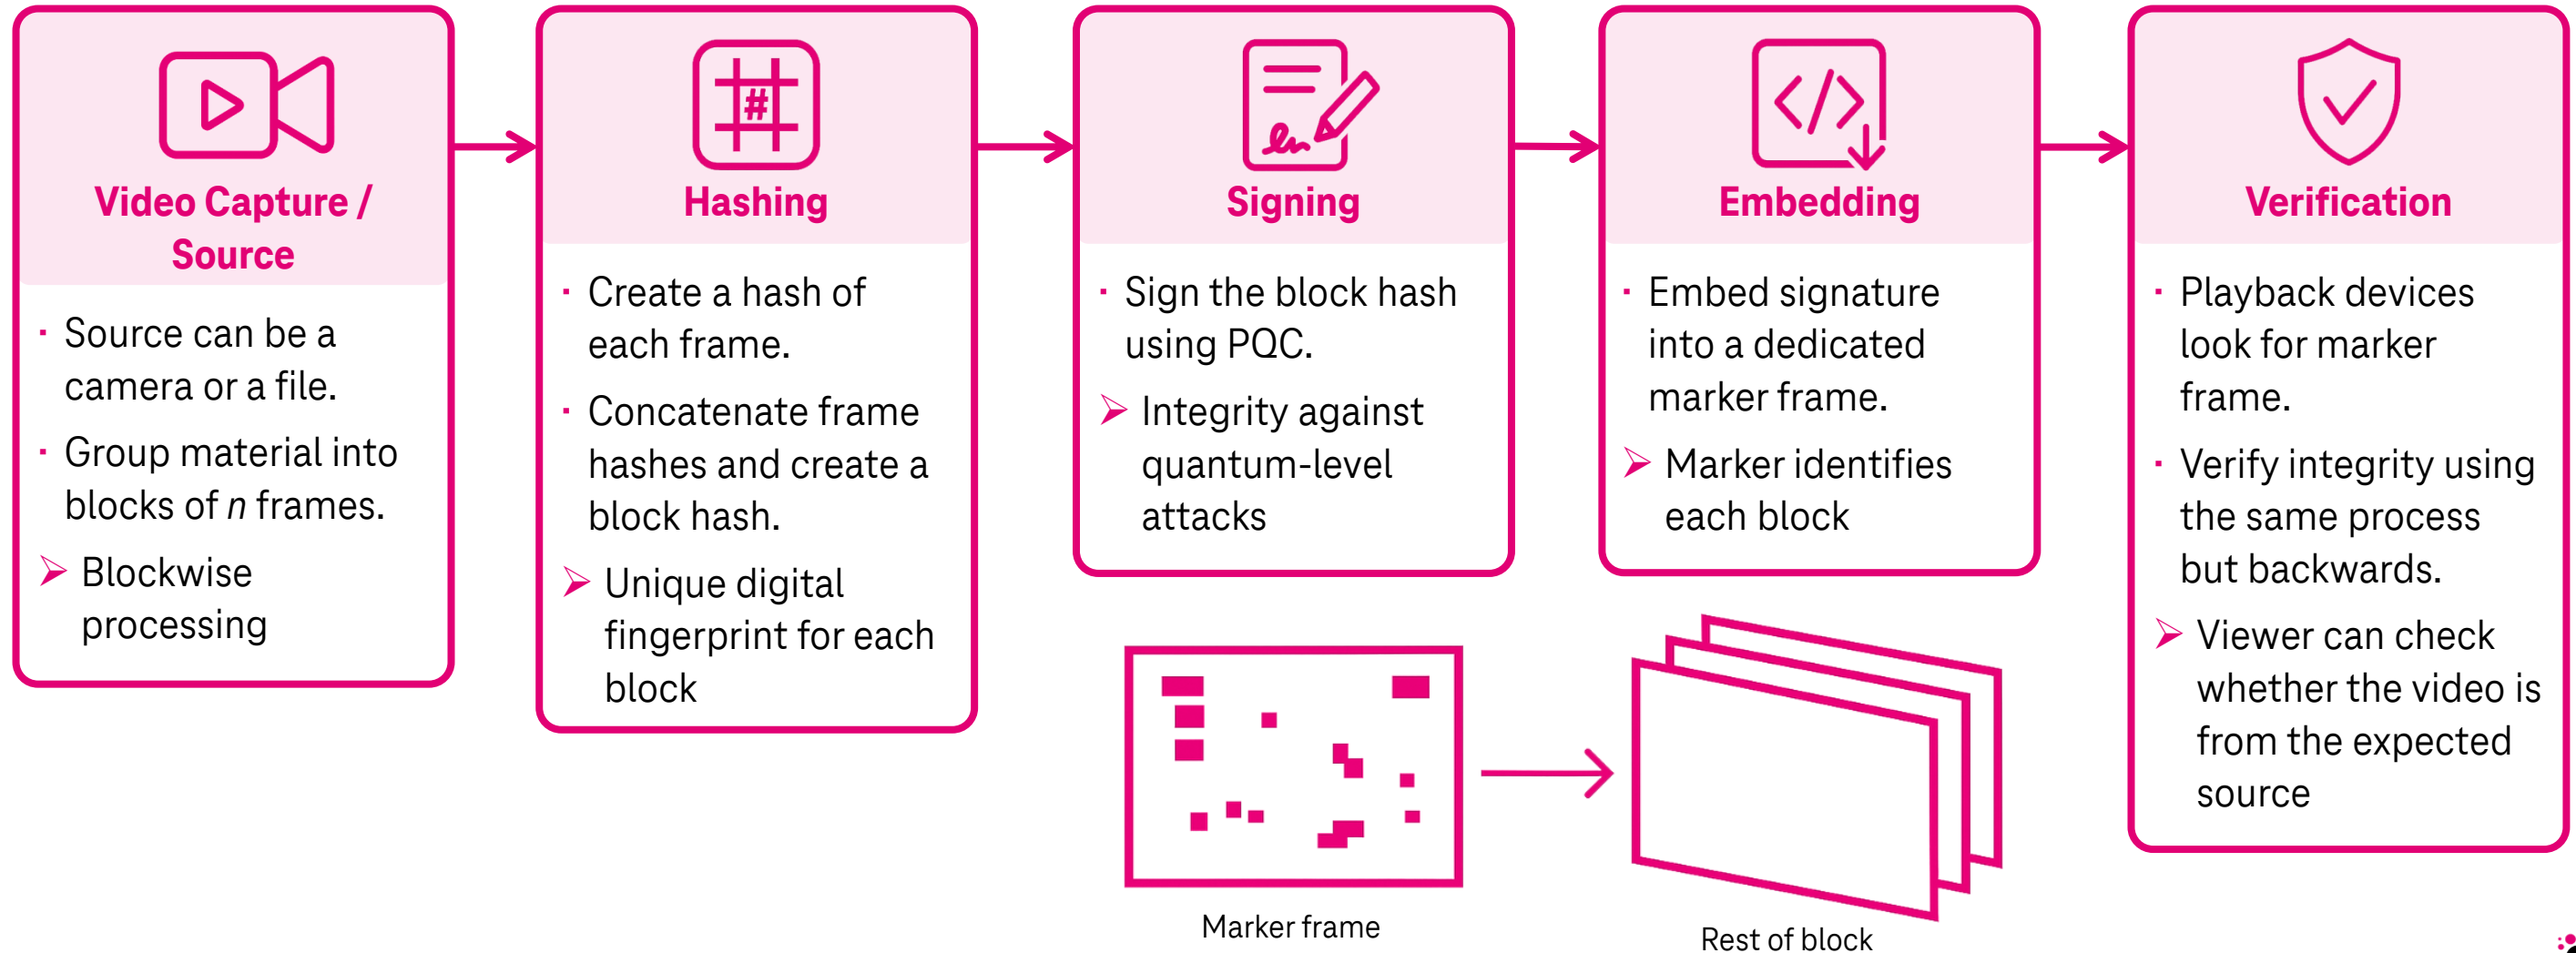 Video Capture /
Source
· Source can be a
camera or a file.
· Group material into
blocks of n frames.
➢ Blockwise
processing
#
Hashing
· Create a hash of
each frame.
· Concatenate frame
hashes and create a
block hash.
➢ Unique digital
fingerprint for each
block
Signing
· Sign the block hash
using PQC.
➢ Integrity against
quantum-level
attacks
</>
Embedding
· Embed signature
into a dedicated
marker frame.
➢ Marker identifies
each block
Verification
· Playback devices
look for marker
frame.
· Verify integrity using
the same process
but backwards.
➢ Viewer can check
whether the video is
from the expected
source
Marker frame
Rest of block